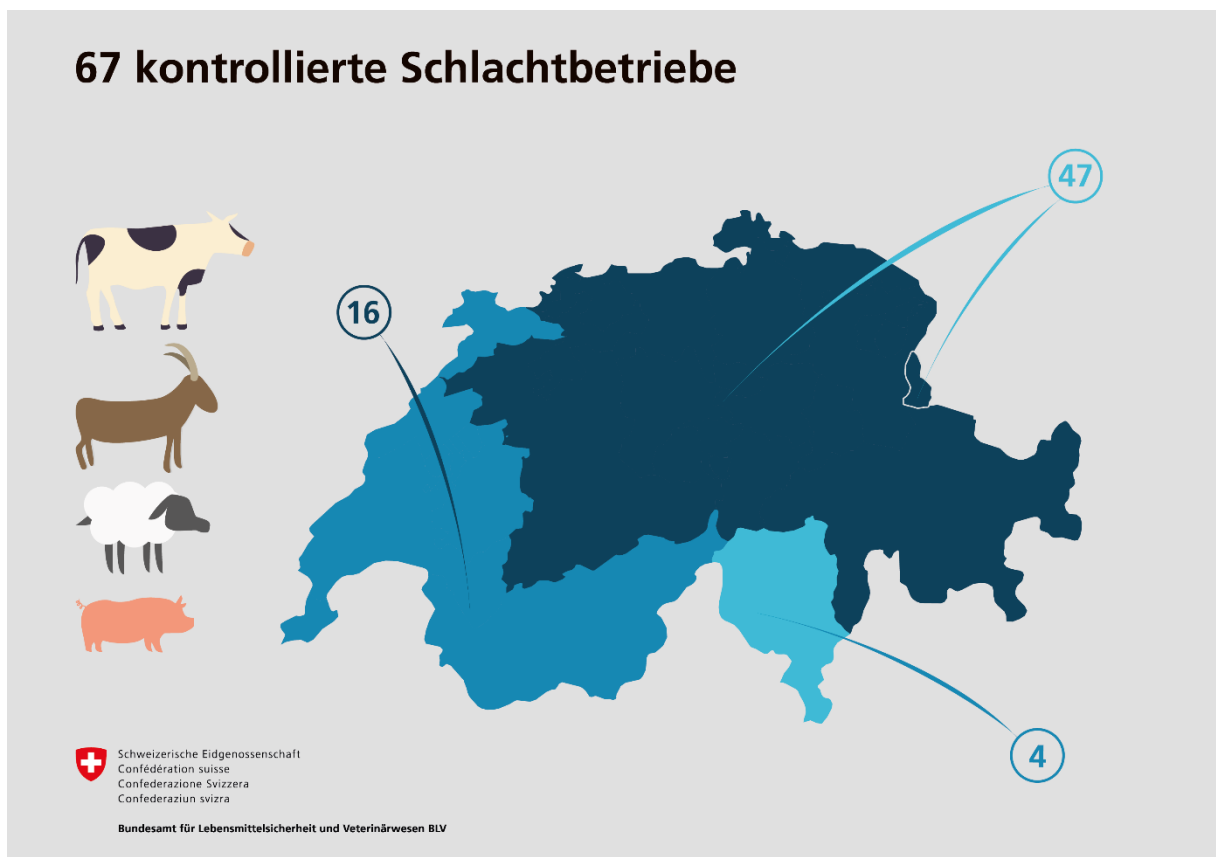 67 kontrollierte Schlachtbetriebe
47
16
4
Schweizerische Eidgenossenschaft
Confédération suisse
Confederazione Svizzera
Confederaziun svizra
Bundesamt für Lebensmittelsicherheit und Veterinärwesen BLV